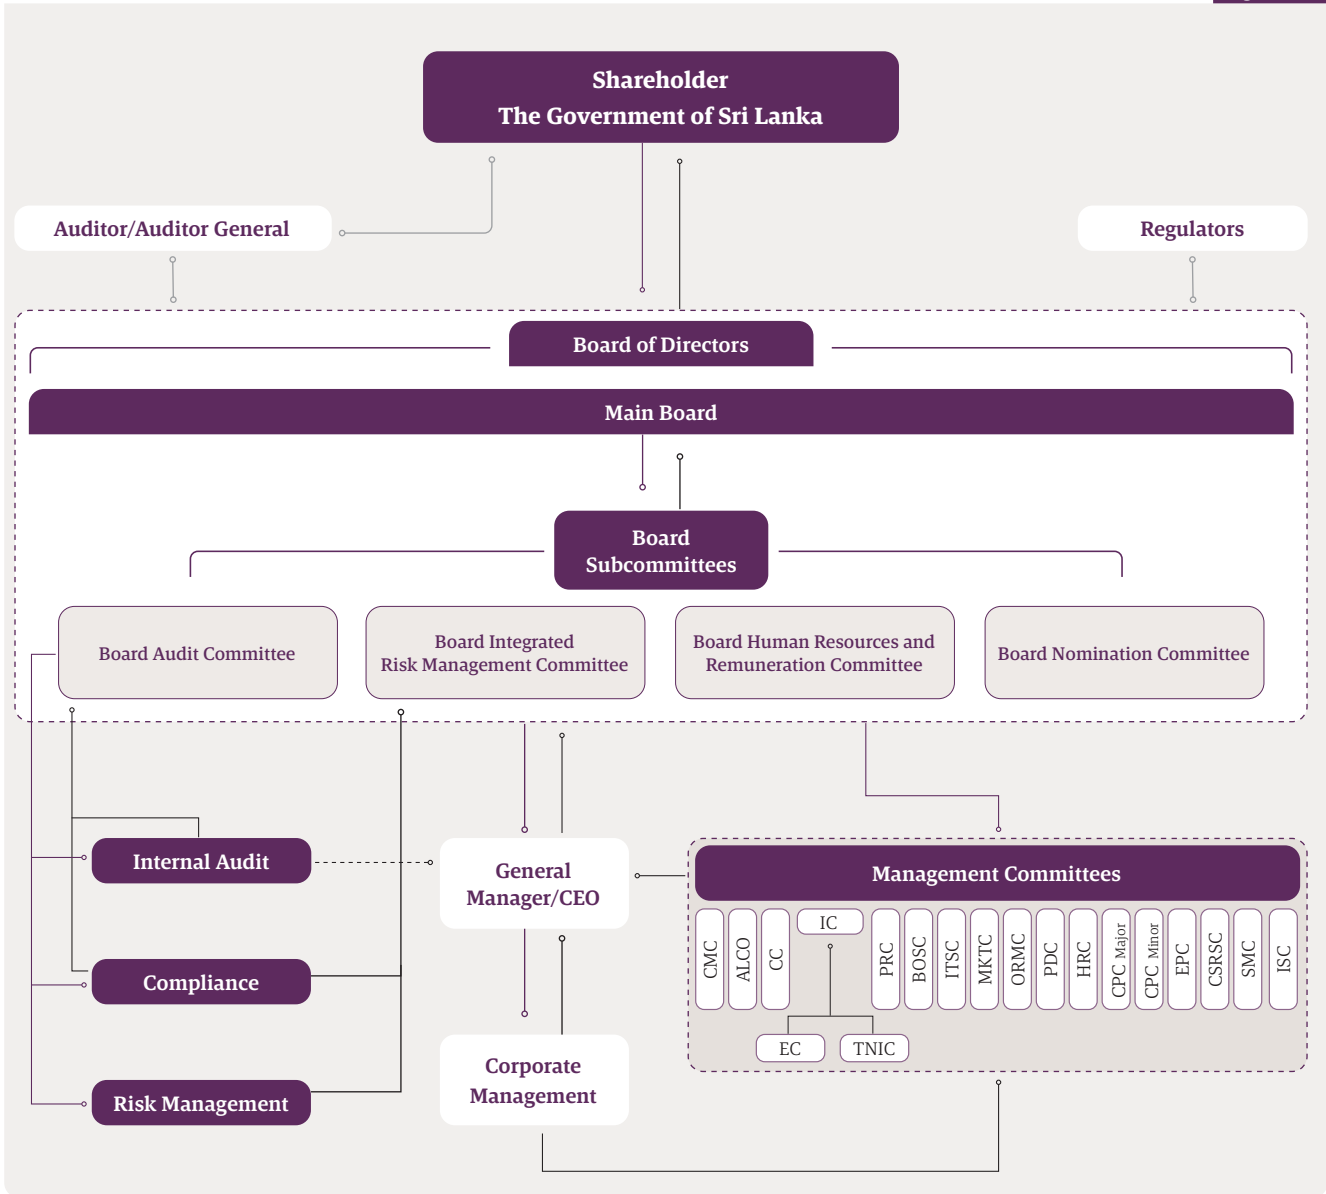 Shareholder
The Government of Sri Lanka
Auditor/Auditor General
Regulators
Board of Directors
Main Board
Board
Subcommittees
Board Audit Committee
Board Integrated
Risk Management Committee
Board Human Resources and
Remuneration Committee
Board Nomination Committee
Internal Audit
General
Manager/CEO
Management Committees
CMC
ALCO
CC
IC
PRC
BOSC
ITSC
MKTC
ORMC
PDC
HRC
CPC Major
CPC Minor
EPC
CSRSC
SMC
ISC
EC
TNIC
Compliance
Corporate
Management
Risk Management